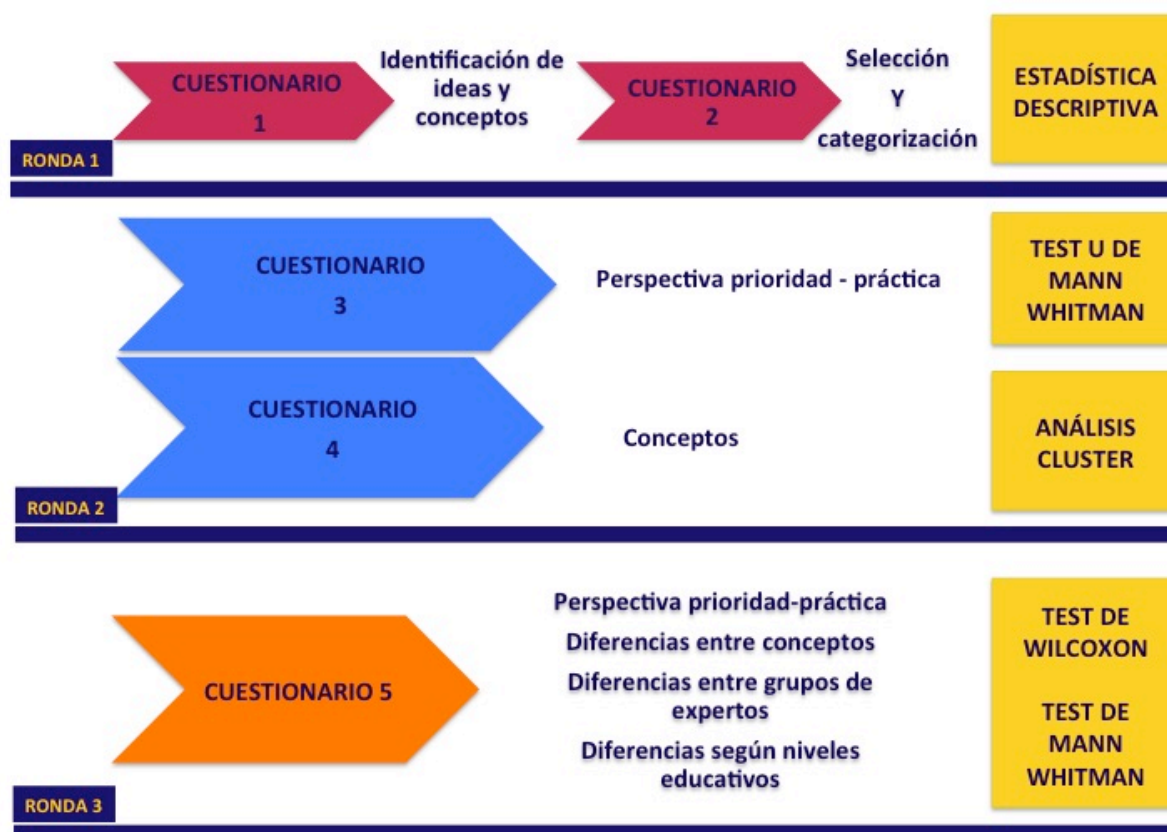 CUESTIONARIO
1
Identificación de
ideas y
conceptos
CUESTIONARIO
2
Selección
Y
categorización
ESTADÍSTICA
DESCRIPTIVA
RONDA 1
CUESTIONARIO
3
Perspectiva prioridad - práctica
TEST U DE
MANN
WHITMAN
CUESTIONARIO
4
Conceptos
ANÁLISIS
CLUSTER
RONDA 2
CUESTIONARIO 5
Perspectiva prioridad-práctica
Diferencias entre conceptos
Diferencias entre grupos de
expertos
Diferencias según niveles
educativos
TEST DE
WILCOXON
TEST DE
MANN
WHITMAN
RONDA 3